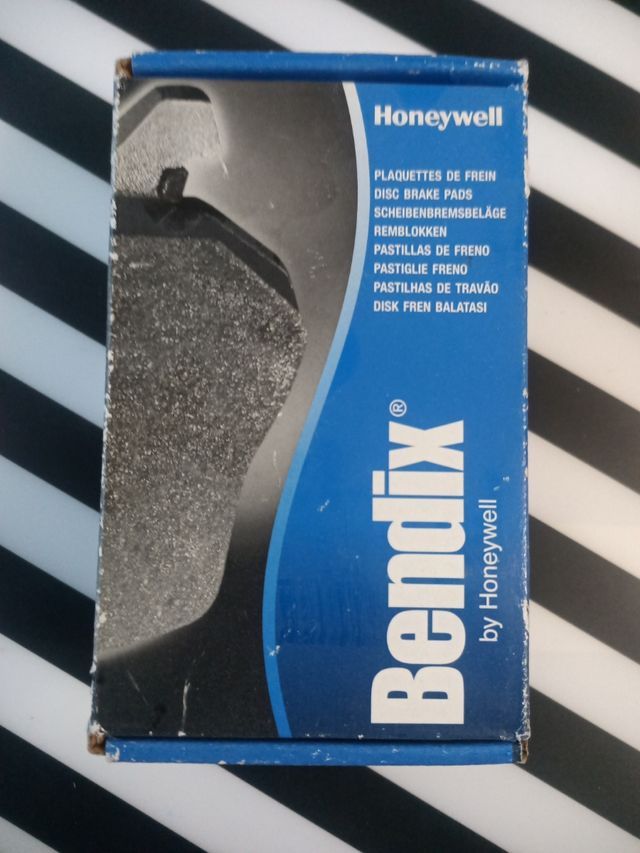 Honeywell
PLAQUETTES DE FREIN
DISC BRAKE PADS
SCHEIBENBREMSBELÄGE
REMBLOKKEN
PASTILLAS DE FRENO
PASTIGLIE FRENO
PASTILHAS DE TRAVÃO
DISK FREN BALATASI
Bendix®
by Honeywell